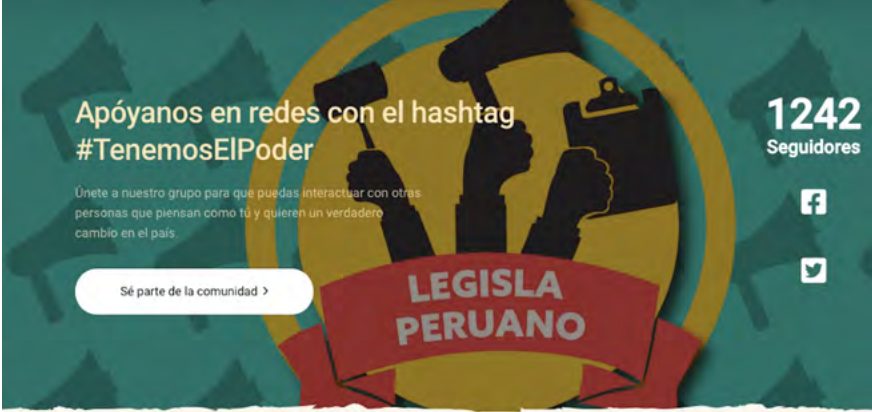 Apóyanos en redes con el hashtag
#TenemosElPoder
Únete a nuestro grupo para que puedas interactuar con otras
personas que piensan como tú y quieren un verdadero
cambio en el país.
Sé parte de la comunidad >
LEGISLA
PERUANO
1242
Seguidores